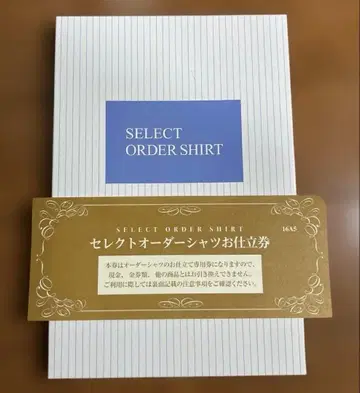 SELECT
ORDER SHIRT
SELECT ORDER SHIRT
16A5
セレクトオーダーシャツお仕立券
本券はオーダーシャツのお仕立て専用券になりますので、
現金、金券類、他の商品とはお引き換えできません。
ご利用に際しては裏面記載の注意事項をご確認ください。